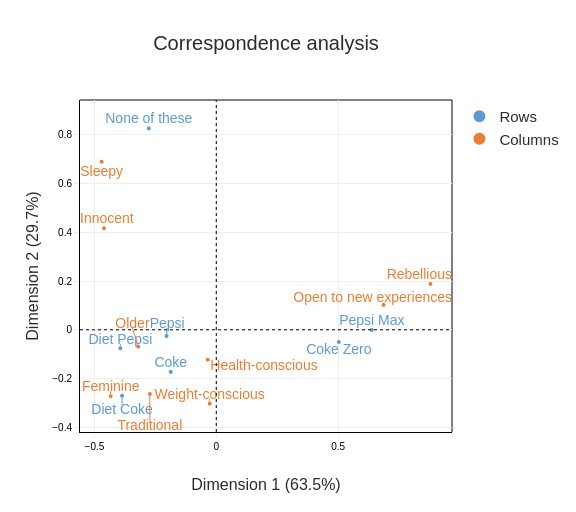 Correspondence analysis
Rows
Columns
Dimension 2 (29.7%)
0.8
0.6
0.4
0.2
0
−0.2
−0.4
None of these
Sleepy
Innocent
Rebellious
Open to new experiences
Older
Pepsi
Pepsi Max
Diet Pepsi
Coke Zero
Coke
Health-conscious
Feminine
Weight-conscious
Diet Coke
Traditional
−0.5
0
0.5
Dimension 1 (63.5%)